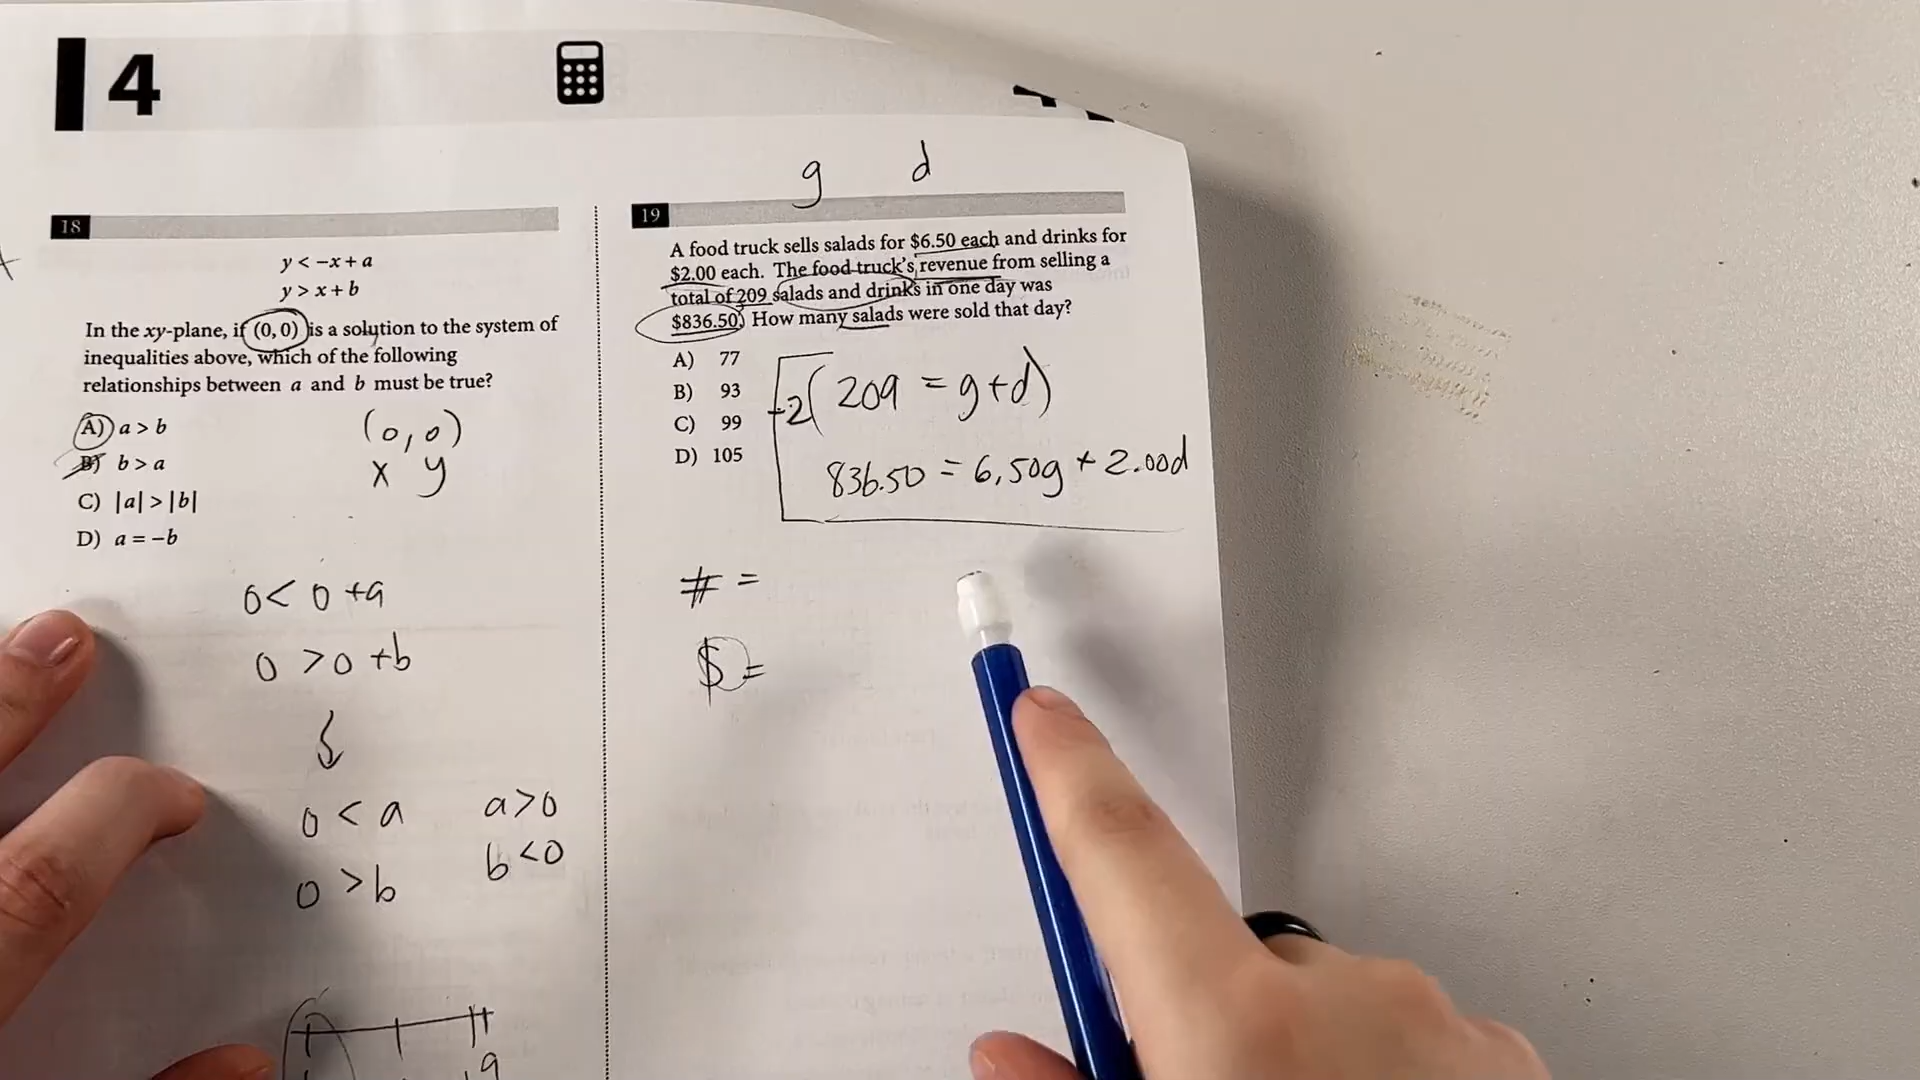 4
g d
18
y < −x + a
y > x + b
In the xy-plane, if (0, 0) is a solution to the system of
inequalities above, which of the following
relationships between a and b must be true?
A) a > b
B) b > a
C) |a| > |b|
D) a = −b
(0, 0)
x y
0 < 0 + a
0 > 0 + b
0 < a
0 > b
a > 0
b < 0
19
A food truck sells salads for $6.50 each and drinks for
$2.00 each. The food truck's revenue from selling a
total of 209 salads and drinks in one day was
$836.50. How many salads were sold that day?
A) 77
B) 93
C) 99
D) 105
-2(209 = g + d)
836.50 = 6.50g + 2.00d
# =
$ =